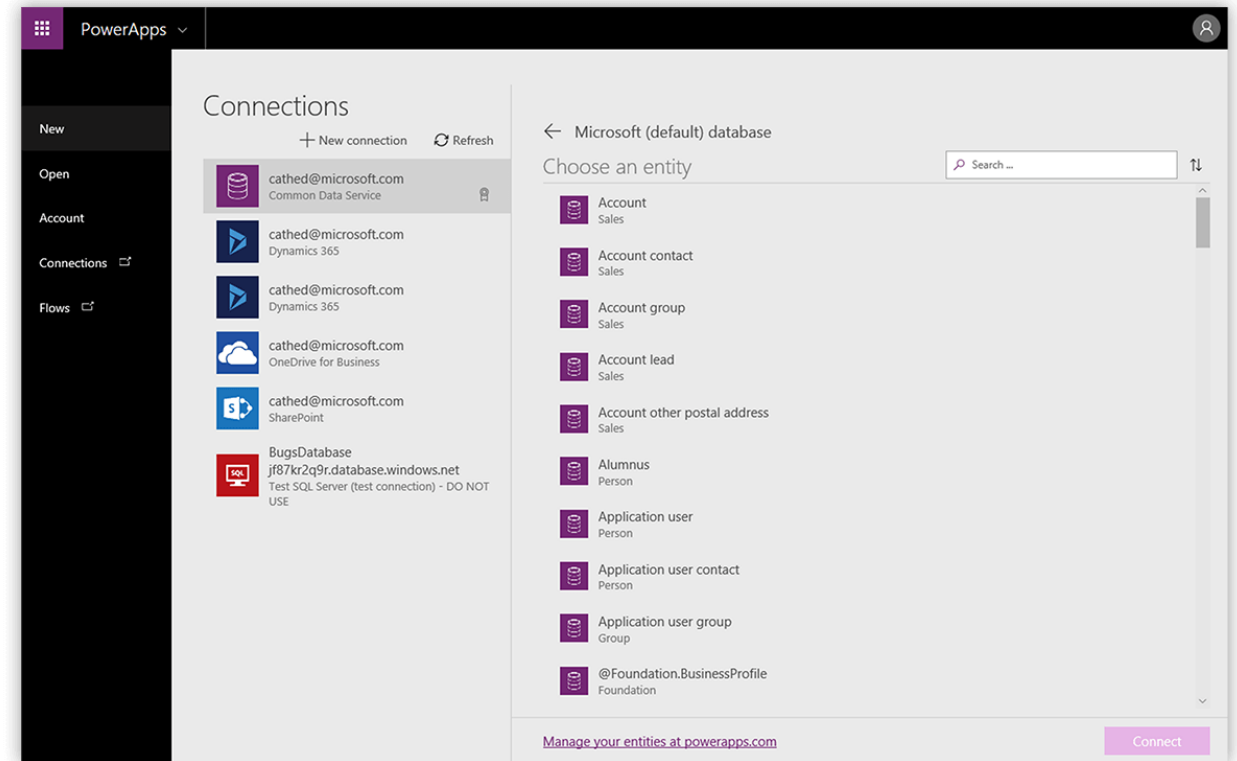 PowerApps
New
Open
Account
Connections
Flows
Connections
New connection
Refresh
cathed@microsoft.com
Common Data Service
cathed@microsoft.com
Dynamics 365
cathed@microsoft.com
Dynamics 365
cathed@microsoft.com
OneDrive for Business
S
cathed@microsoft.com
SharePoint
SQL
BugsDatabase
jf87kr2q9r.database.windows.net
Test SQL Server (test connection) - DO NOT
USE
Microsoft (default) database
Choose an entity
Search ...
Account
Sales
Account contact
Sales
Account group
Sales
Account lead
Sales
Account other postal address
Sales
Alumnus
Person
Application user
Person
Application user contact
Person
Application user group
Group
@Foundation.BusinessProfile
Foundation
Manage your entities at powerapps.com
Connect